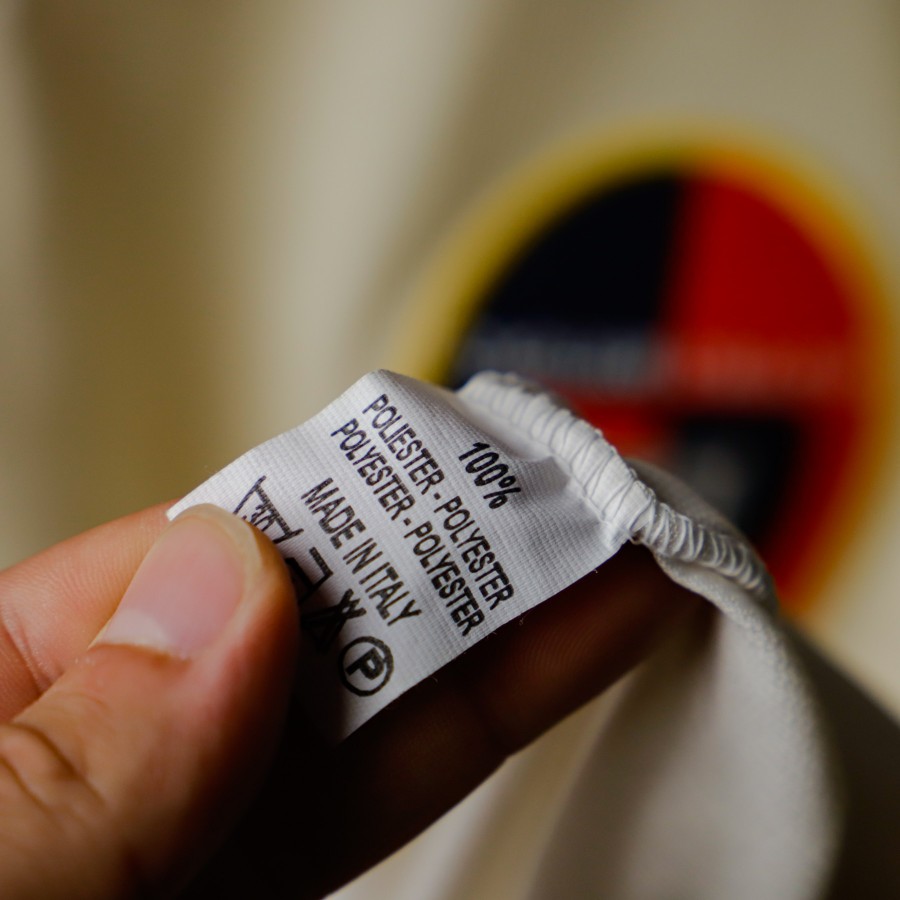 100%
POLIESTER - POLYESTER
POLYESTER - POLYESTER
MADE IN ITALY
P